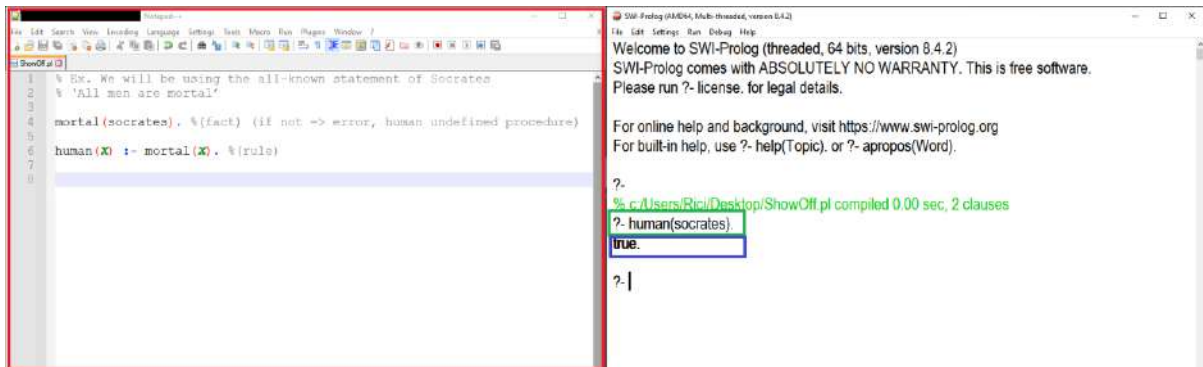 Notepad++
File Edit Search View Encoding Language Settings Tools Macro Run Plugins Window ?
ShowOff.pl
1 % Ex. We will be using the all-known statement of Socrates
2 % 'All men are mortal'
3
4 mortal(socrates). %(fact) (if not => error, human undefined procedure)
5
6 human(X) :- mortal(X). %(rule)
7
8
SWI-Prolog (AMD64, Multi-threaded, version 8.4.2)
File Edit Settings Run Debug Help
Welcome to SWI-Prolog (threaded, 64 bits, version 8.4.2)
SWI-Prolog comes with ABSOLUTELY NO WARRANTY. This is free software.
Please run ?- license. for legal details.
For online help and background, visit https://www.swi-prolog.org
For built-in help, use ?- help(Topic). or ?- apropos(Word).
?-
% c:/Users/Rici/Desktop/ShowOff.pl compiled 0.00 sec, 2 clauses
?- human(socrates).
true.
?-